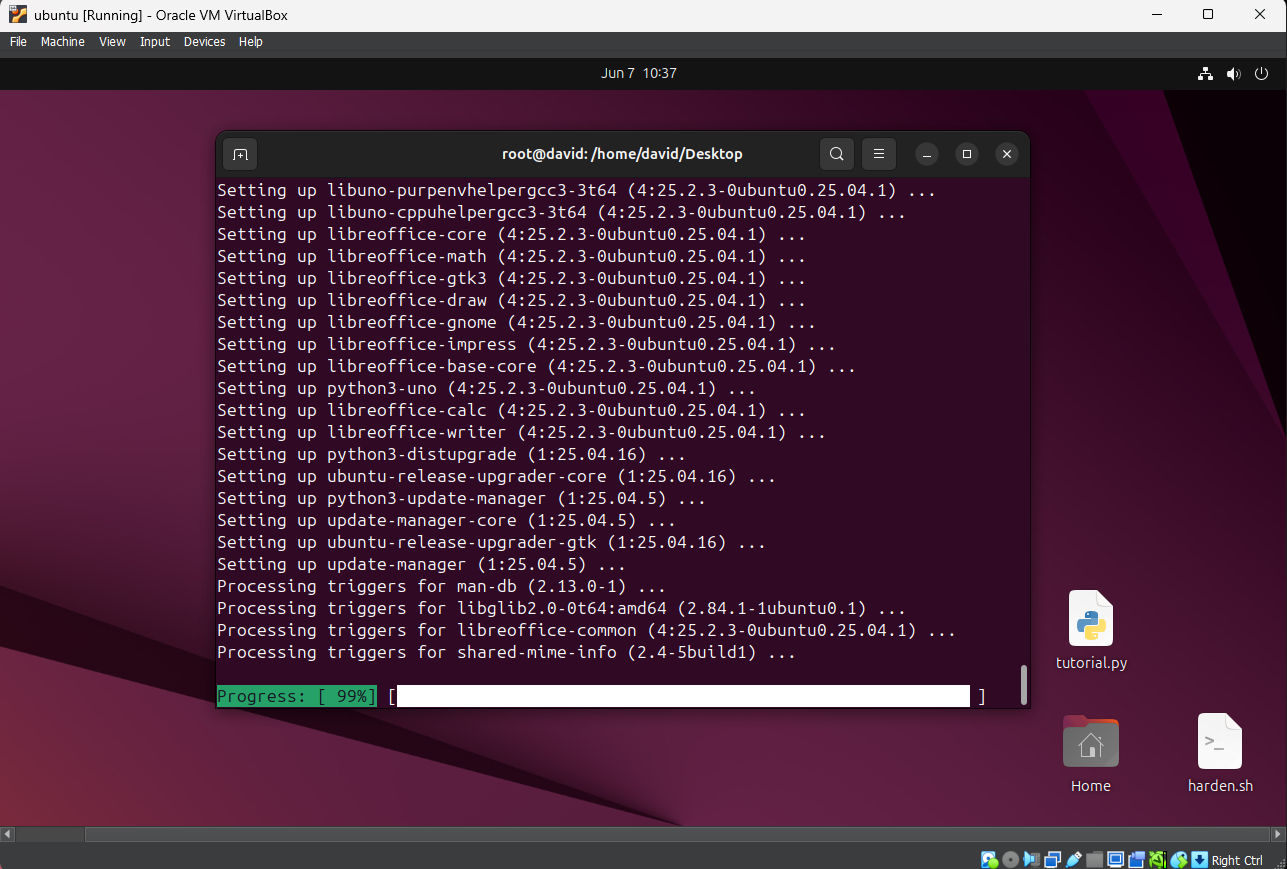 ubuntu [Running] - Oracle VM VirtualBox
File Machine View Input Devices Help
Jun 7 10:37
root@david: /home/david/Desktop
Setting up libuno-purpenvhelpergcc3-3t64 (4:25.2.3-0ubuntu0.25.04.1) ...
Setting up libuno-cppuhelpergcc3-3t64 (4:25.2.3-0ubuntu0.25.04.1) ...
Setting up libreoffice-core (4:25.2.3-0ubuntu0.25.04.1) ...
Setting up libreoffice-math (4:25.2.3-0ubuntu0.25.04.1) ...
Setting up libreoffice-gtk3 (4:25.2.3-0ubuntu0.25.04.1) ...
Setting up libreoffice-draw (4:25.2.3-0ubuntu0.25.04.1) ...
Setting up libreoffice-gnome (4:25.2.3-0ubuntu0.25.04.1) ...
Setting up libreoffice-impress (4:25.2.3-0ubuntu0.25.04.1) ...
Setting up libreoffice-base-core (4:25.2.3-0ubuntu0.25.04.1) ...
Setting up python3-uno (4:25.2.3-0ubuntu0.25.04.1) ...
Setting up libreoffice-calc (4:25.2.3-0ubuntu0.25.04.1) ...
Setting up libreoffice-writer (4:25.2.3-0ubuntu0.25.04.1) ...
Setting up python3-distupgrade (1:25.04.16) ...
Setting up ubuntu-release-upgrader-core (1:25.04.16) ...
Setting up python3-update-manager (1:25.04.5) ...
Setting up update-manager-core (1:25.04.5) ...
Setting up ubuntu-release-upgrader-gtk (1:25.04.16) ...
Setting up update-manager (1:25.04.5) ...
Processing triggers for man-db (2.13.0-1) ...
Processing triggers for libglib2.0-0t64:amd64 (2.84.1-1ubuntu0.1) ...
Processing triggers for libreoffice-common (4:25.2.3-0ubuntu0.25.04.1) ...
Processing triggers for shared-mime-info (2.4-5build1) ...
Progress: [ 99%] [ ]
tutorial.py
Home
harden.sh
Right Ctrl